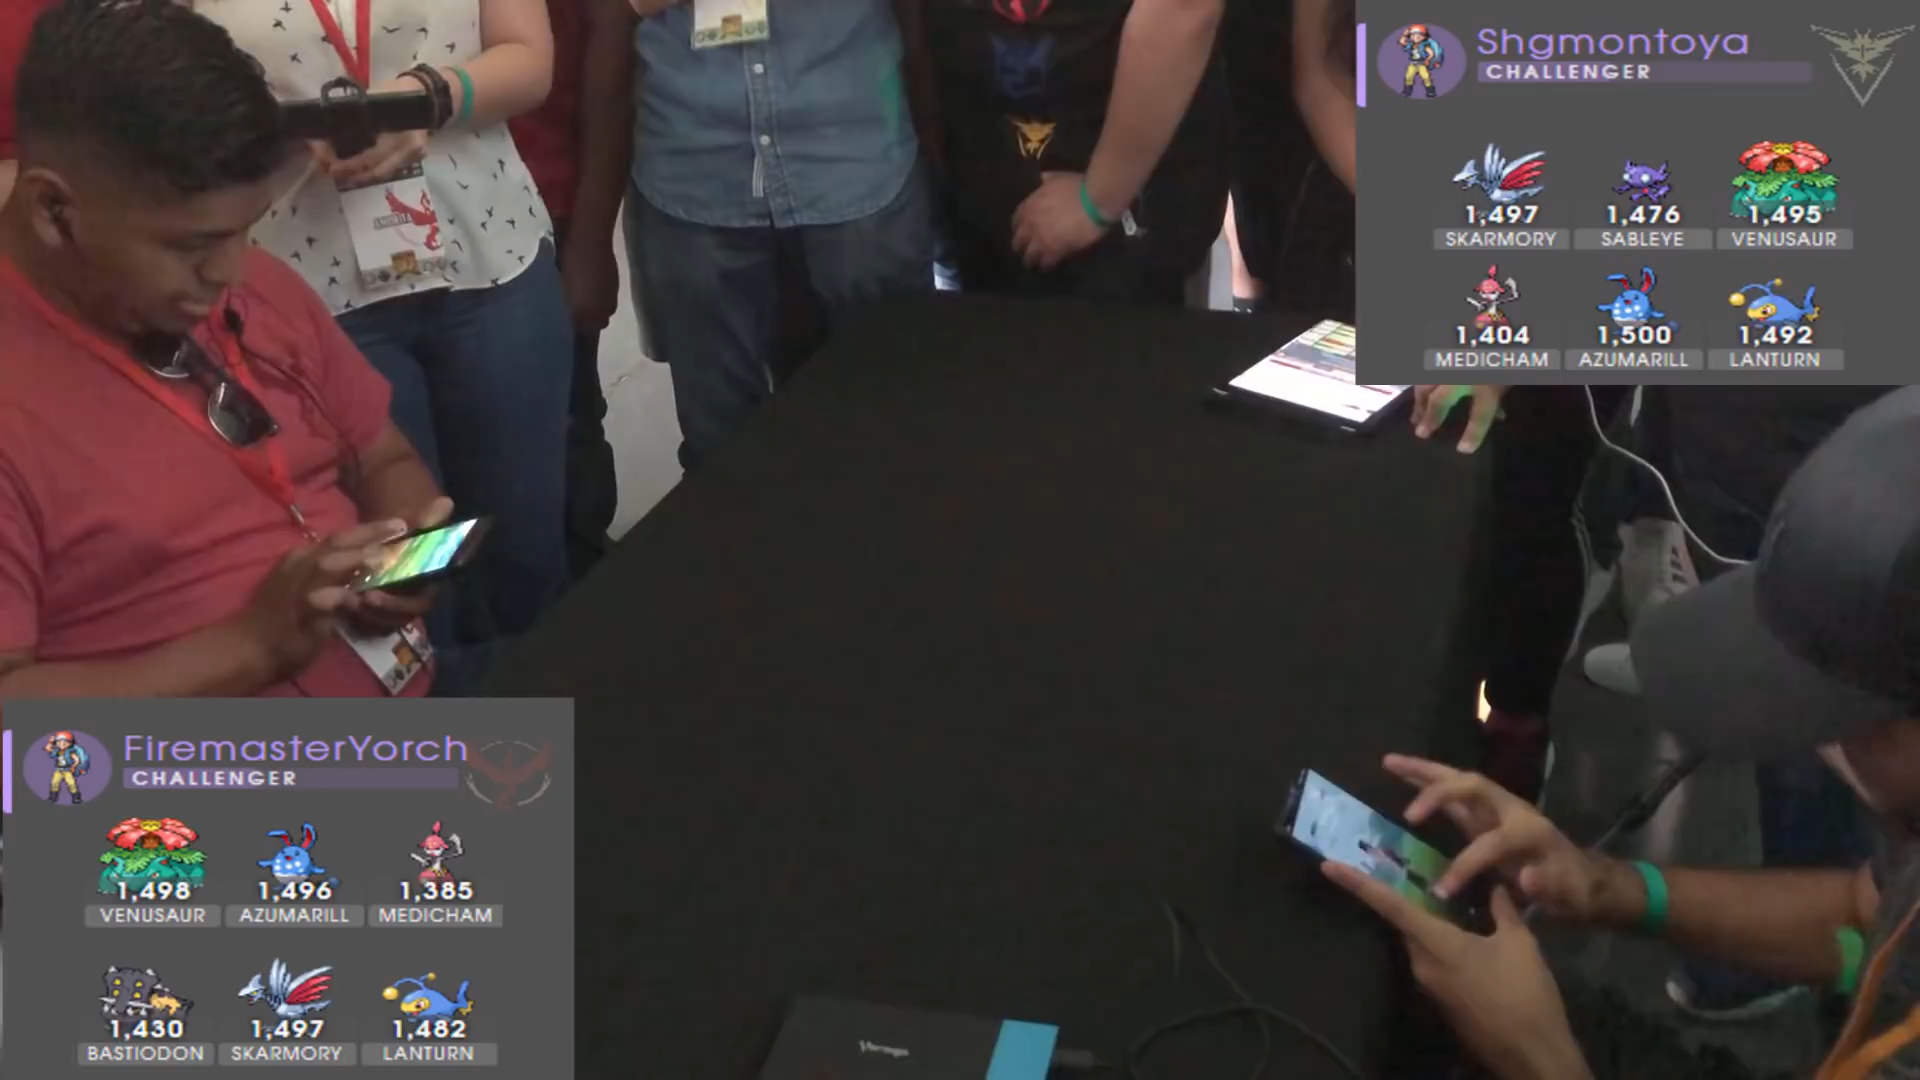 Shgmontoya
CHALLENGER
1,497 1,476 1,495
SKARMORY SABLEYE VENUSAUR
1,404 1,500 1,492
MEDICHAM AZUMARILL LANTURN
FiremasterYorch
CHALLENGER
1,498 1,496 1,385
VENUSAUR AZUMARILL MEDICHAM
1,430 1,497 1,482
BASTIODON SKARMORY LANTURN